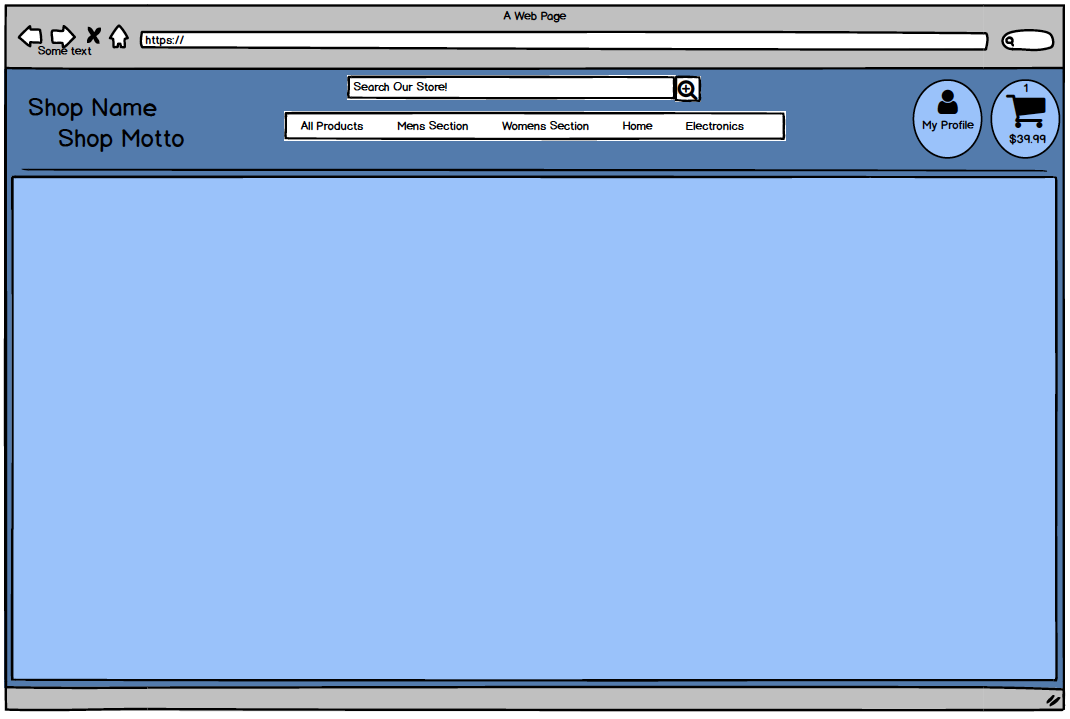 A Web Page
https://
Some text
Search Our Store!
Shop Name
Shop Motto
All Products Mens Section Womens Section Home Electronics
My Profile
1
$39.99